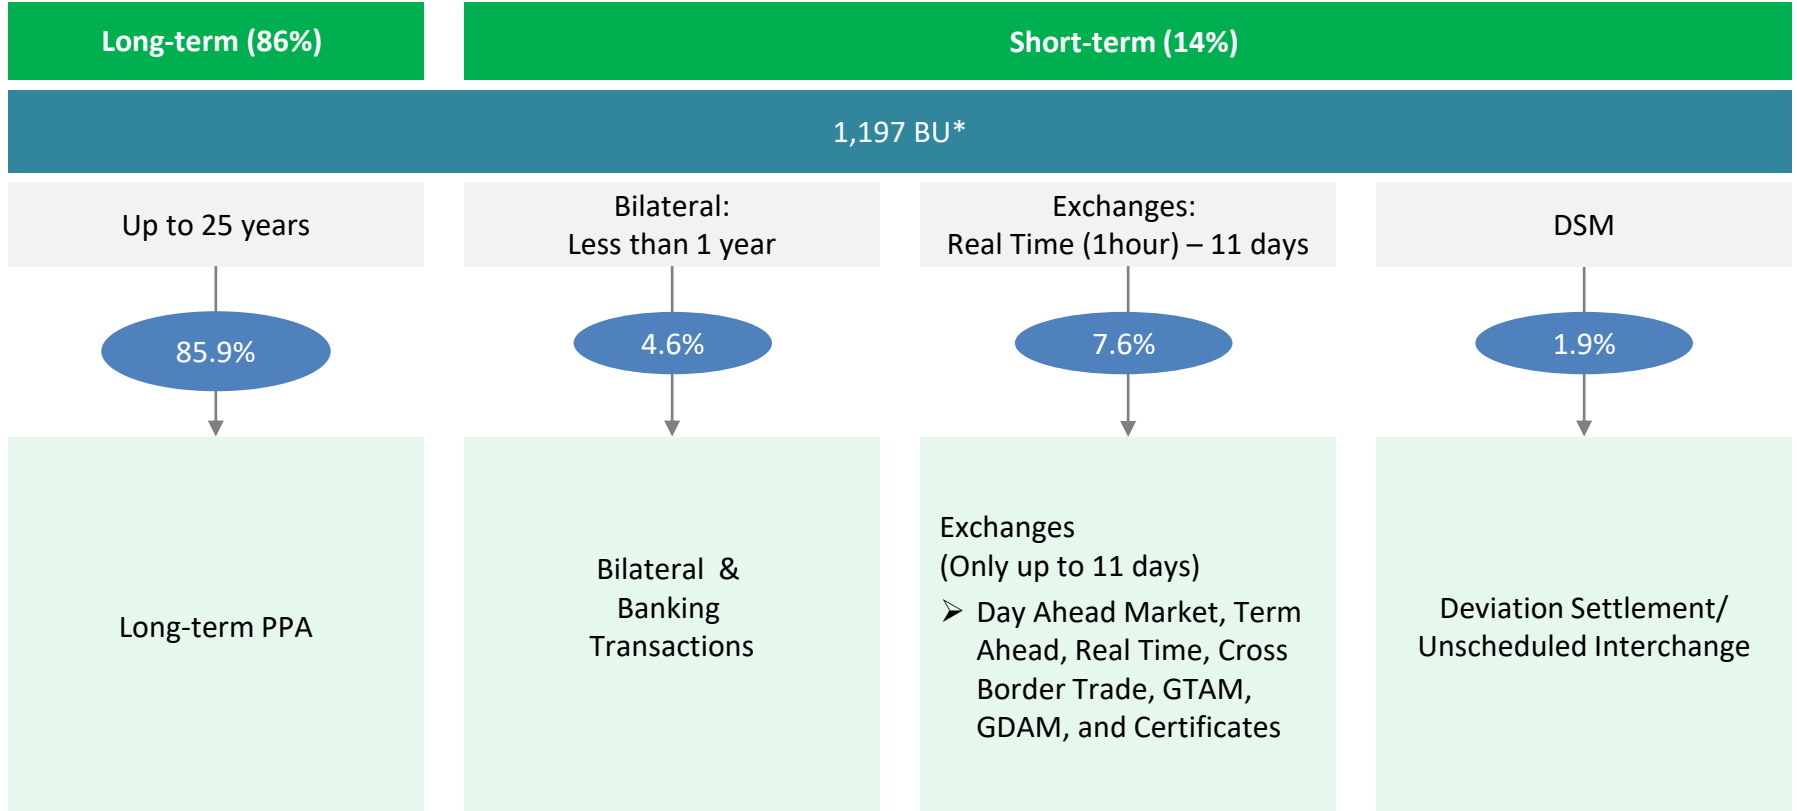 Long-term (86%)
Short-term (14%)
1,197 BU*
Up to 25 years
Bilateral:
Less than 1 year
Exchanges:
Real Time (1hour) – 11 days
DSM
85.9%
4.6%
7.6%
1.9%
Long-term PPA
Bilateral &
Banking
Transactions
Exchanges
(Only up to 11 days)
➢ Day Ahead Market, Term
Ahead, Real Time, Cross
Border Trade, GTAM,
GDAM, and Certificates
Deviation Settlement/
Unscheduled Interchange